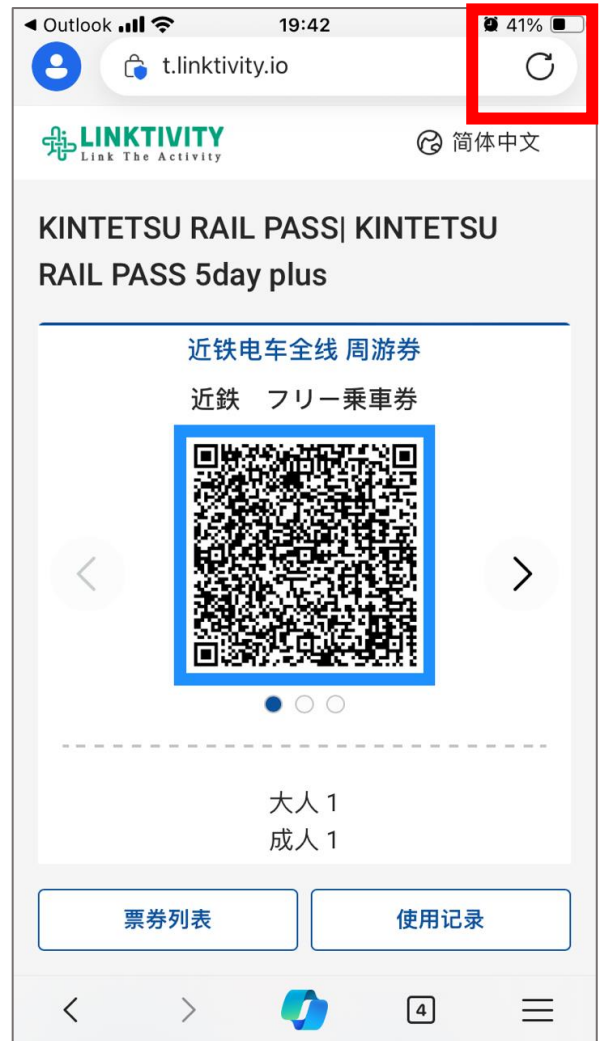 ◀ Outlook 19:42 41%
t.linktivity.io
LINKTIVITY 简体中文
Link The Activity
KINTETSU RAIL PASS| KINTETSU
RAIL PASS 5day plus
近铁电车全线 周游券
近鉄　フリー乗車券
大人 1
成人 1
票券列表 使用记录
4